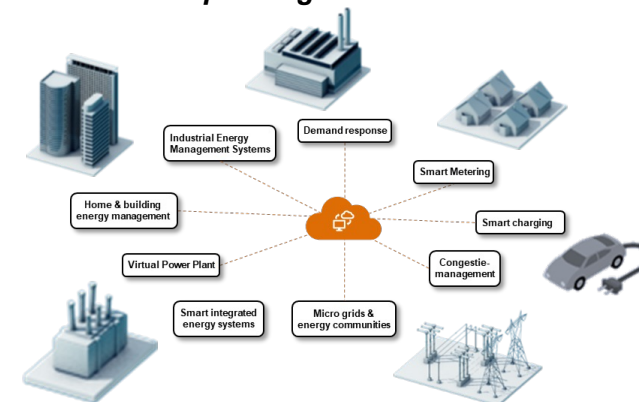 Demand response
Industrial Energy
Management Systems
Smart Metering
Home & building
energy management
Smart charging
Virtual Power Plant
Congestie-
management
Smart integrated
energy systems
Micro grids &
energy communities